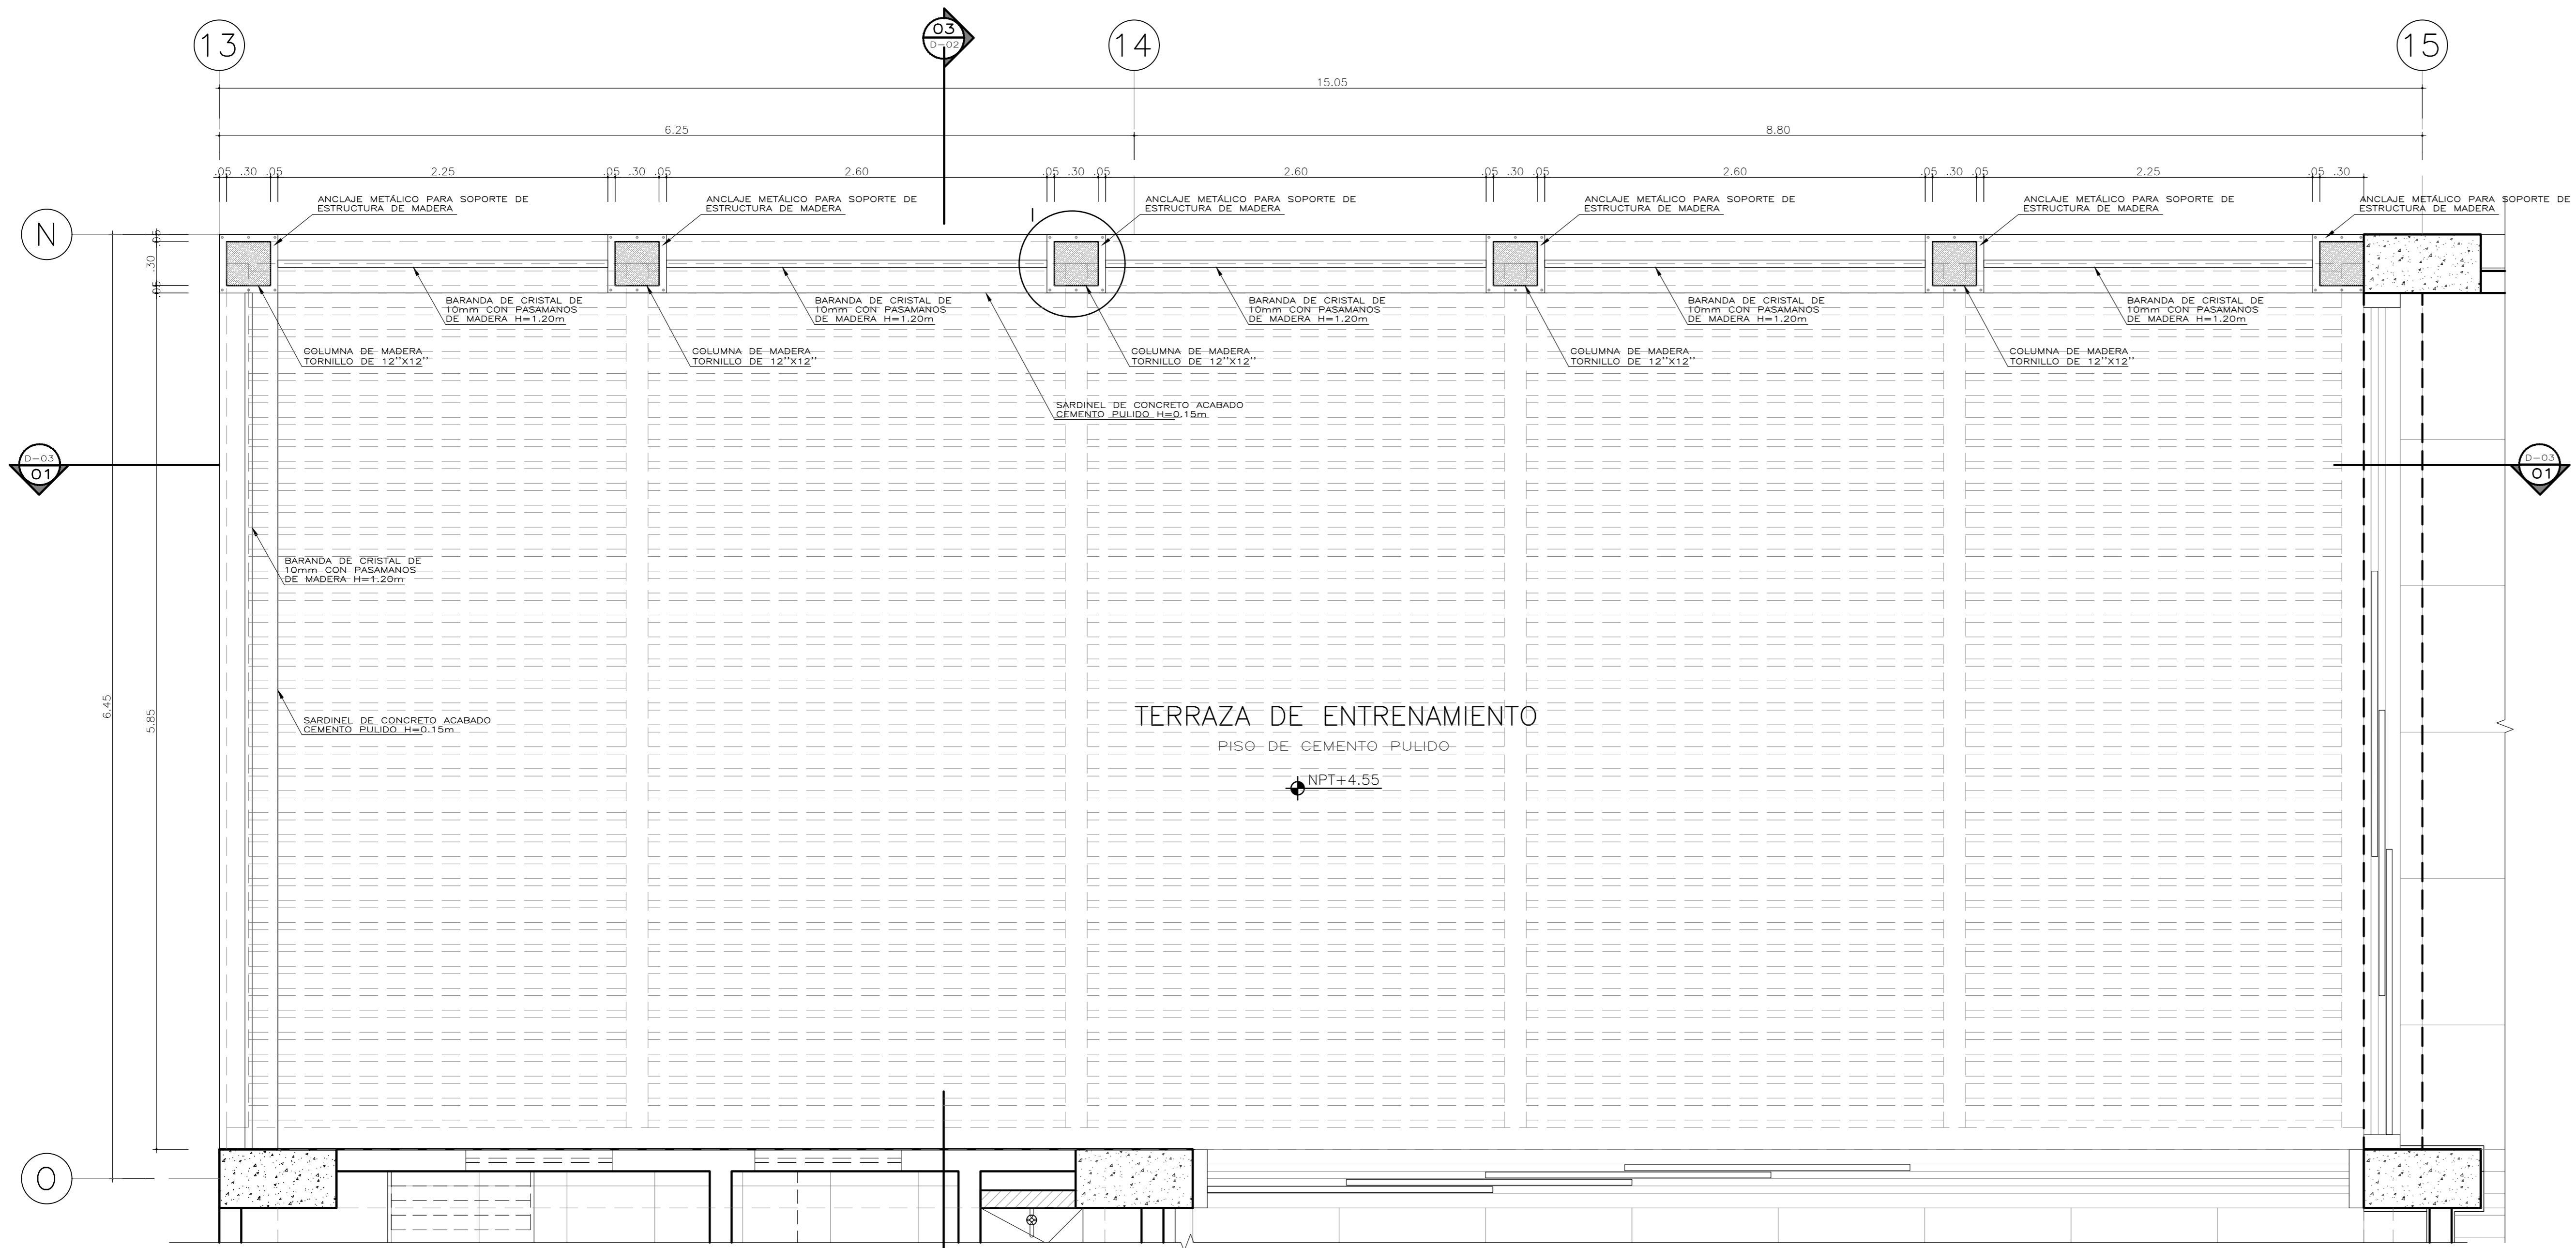 13
03
D-02
14
15
15.05
6.25
8.80
.05 .30 .05 2.25 .05 .30 .05 2.60 .05 .30 .05 2.60 .05 .30 .05 2.60 .05 .30 .05 2.25 .05 .30
ANCLAJE METÁLICO PARA SOPORTE DE
ESTRUCTURA DE MADERA
ANCLAJE METÁLICO PARA SOPORTE DE
ESTRUCTURA DE MADERA
ANCLAJE METÁLICO PARA SOPORTE DE
ESTRUCTURA DE MADERA
ANCLAJE METÁLICO PARA SOPORTE DE
ESTRUCTURA DE MADERA
ANCLAJE METÁLICO PARA SOPORTE DE
ESTRUCTURA DE MADERA
ANCLAJE METÁLICO PARA SOPORTE DE
ESTRUCTURA DE MADERA
I
N
.05
.30
.05
BARANDA DE CRISTAL DE
10mm CON PASAMANOS
DE MADERA H=1.20m
BARANDA DE CRISTAL DE
10mm CON PASAMANOS
DE MADERA H=1.20m
BARANDA DE CRISTAL DE
10mm CON PASAMANOS
DE MADERA H=1.20m
BARANDA DE CRISTAL DE
10mm CON PASAMANOS
DE MADERA H=1.20m
BARANDA DE CRISTAL DE
10mm CON PASAMANOS
DE MADERA H=1.20m
COLUMNA DE MADERA
TORNILLO DE 12''X12''
COLUMNA DE MADERA
TORNILLO DE 12''X12''
COLUMNA DE MADERA
TORNILLO DE 12''X12''
COLUMNA DE MADERA
TORNILLO DE 12''X12''
COLUMNA DE MADERA
TORNILLO DE 12''X12''
SARDINEL DE CONCRETO ACABADO
CEMENTO PULIDO H=0.15m
D-03
01
D-03
01
BARANDA DE CRISTAL DE
10mm CON PASAMANOS
DE MADERA H=1.20m
6.45
5.85
SARDINEL DE CONCRETO ACABADO
CEMENTO PULIDO H=0.15m
TERRAZA DE ENTRENAMIENTO
PISO DE CEMENTO PULIDO
NPT+4.55
O